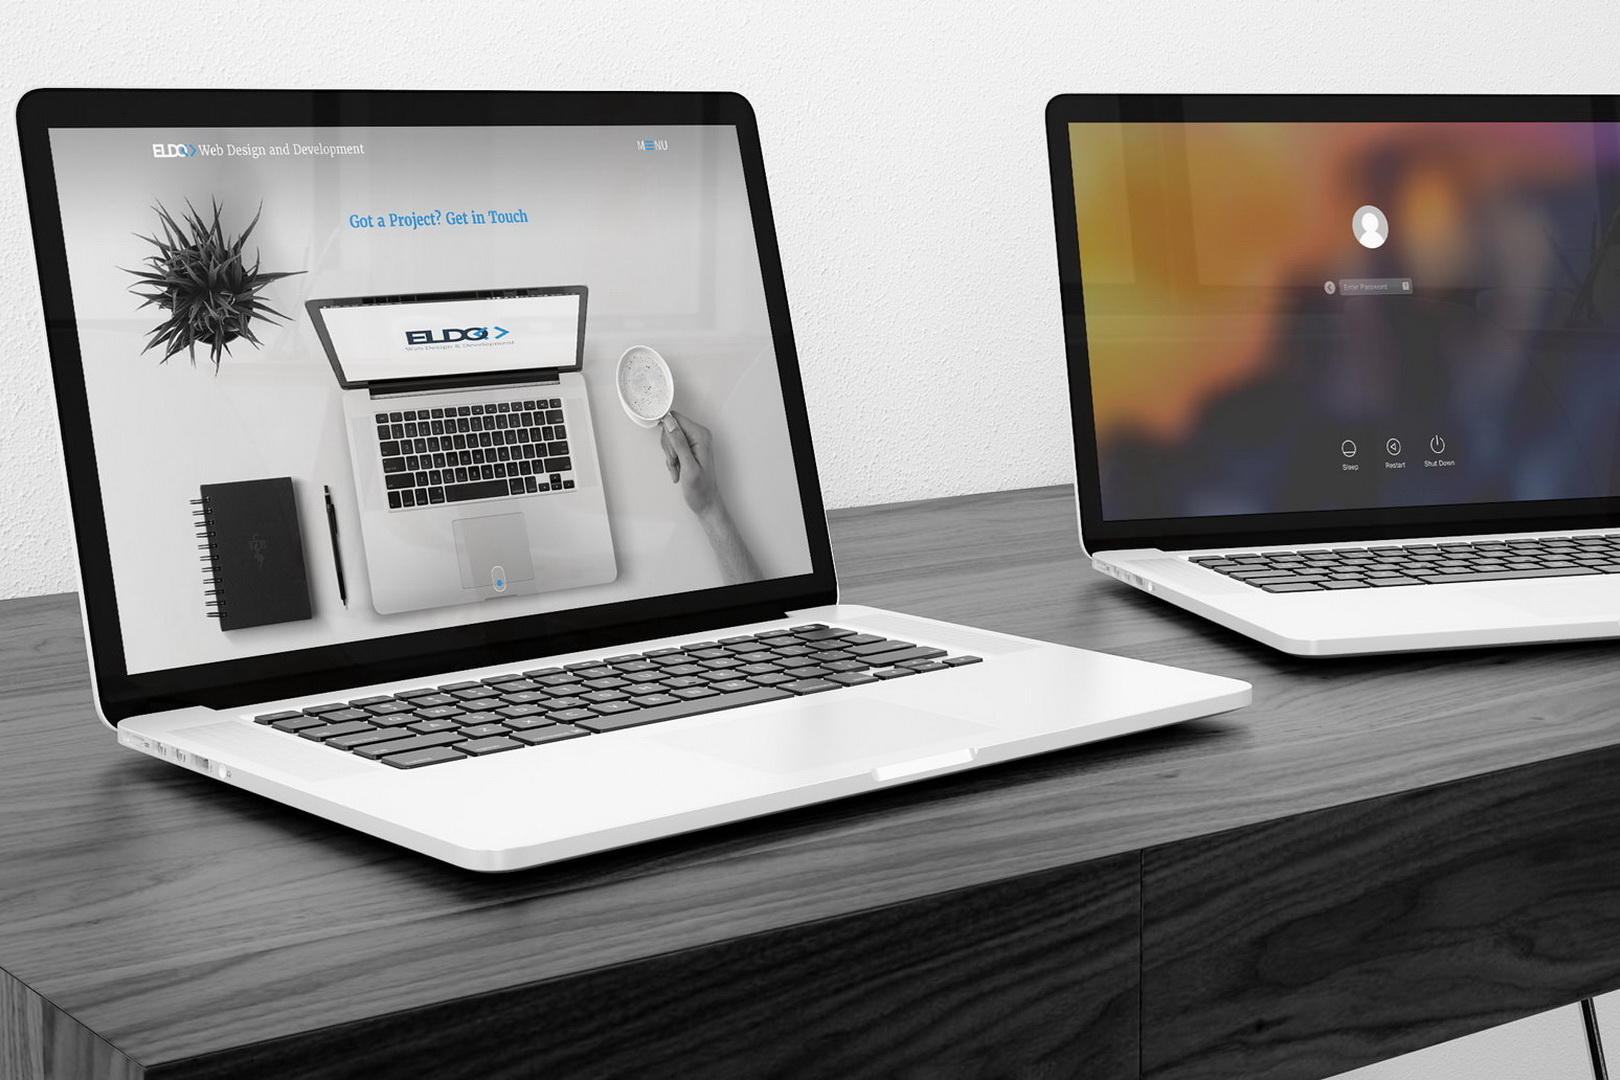 ELDO<> Web Design and Development
MENU
Got a Project? Get in Touch
ELDO<>
Web Design & Development
Enter Password
?
Sleep
Restart
Shut Down